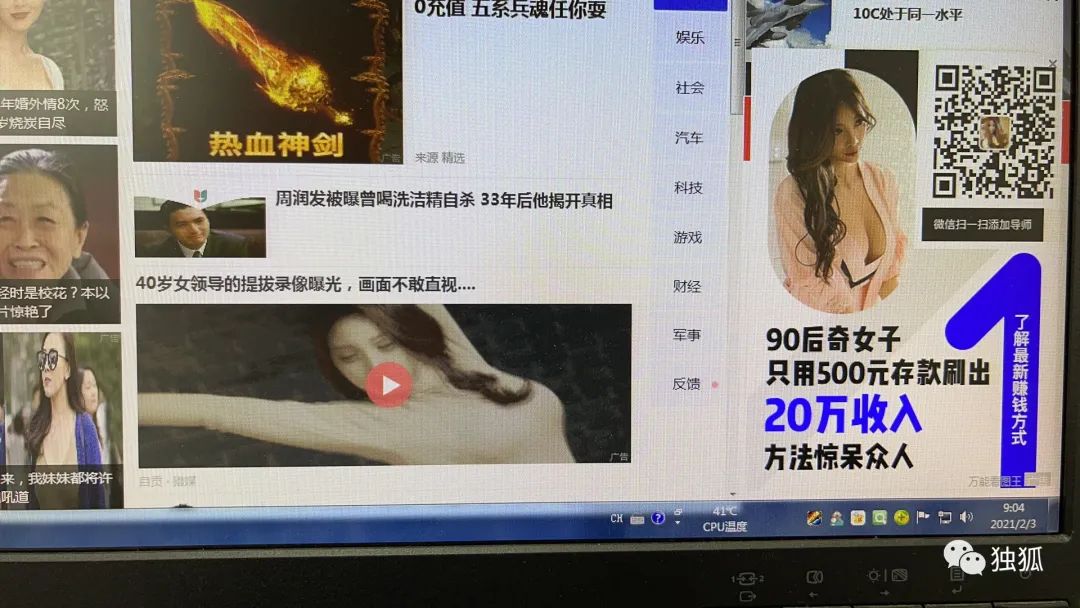 年婚外情8次，怒
岁烧炭自尽
轻时是校花？本以
片惊艳了
广告
来，我妹妹都将许
吼道
0充值 五系兵魂任你耍
热血神剑
广告
来源 精选
周润发被曝曾喝洗洁精自杀 33年后他揭开真相
40岁女领导的提拔录像曝光，画面不敢直视....
广告
娱乐
社会
汽车
科技
游戏
财经
军事
反馈
10C处于同一水平
微信扫一扫添加导师
90后奇女子
只用500元存款刷出
20万收入
方法惊呆众人
1
了解最新赚钱方式
万能看图王
CH
41℃
CPU温度
9:04
2021/2/3
独狐